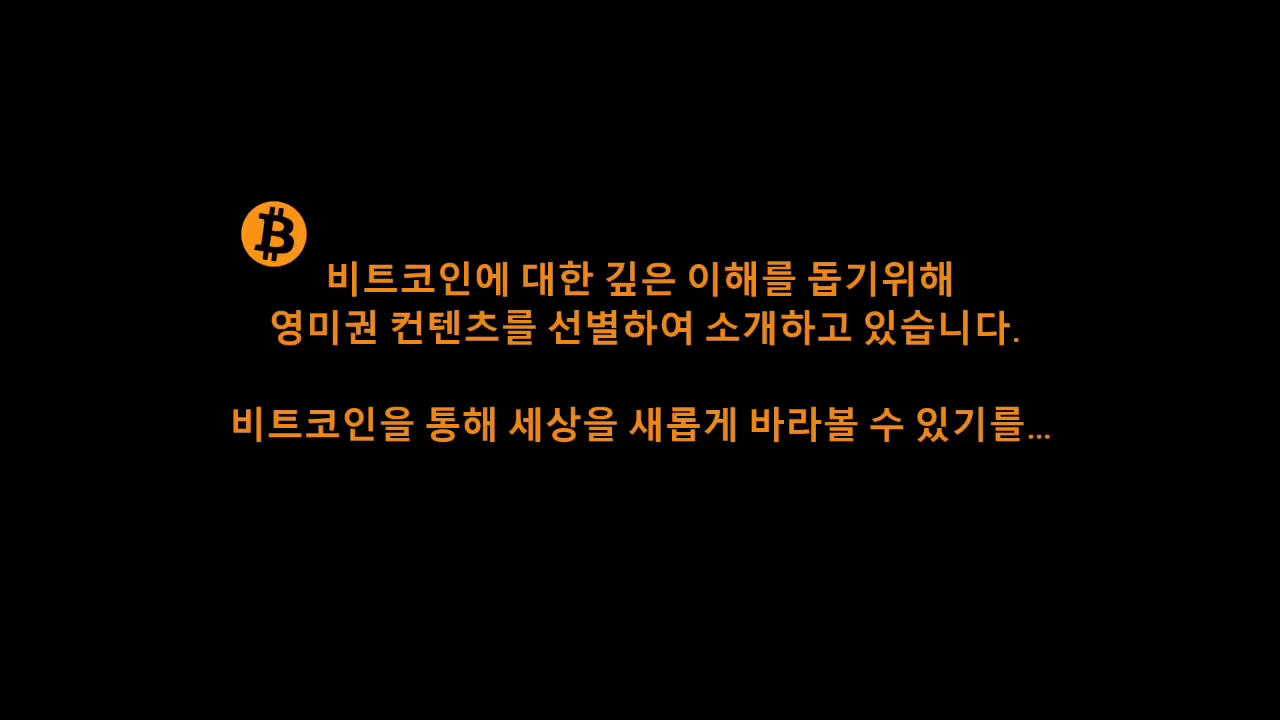 비트코인에 대한 깊은 이해를 돕기위해
영미권 컨텐츠를 선별하여 소개하고 있습니다.
비트코인을 통해 세상을 새롭게 바라볼 수 있기를...